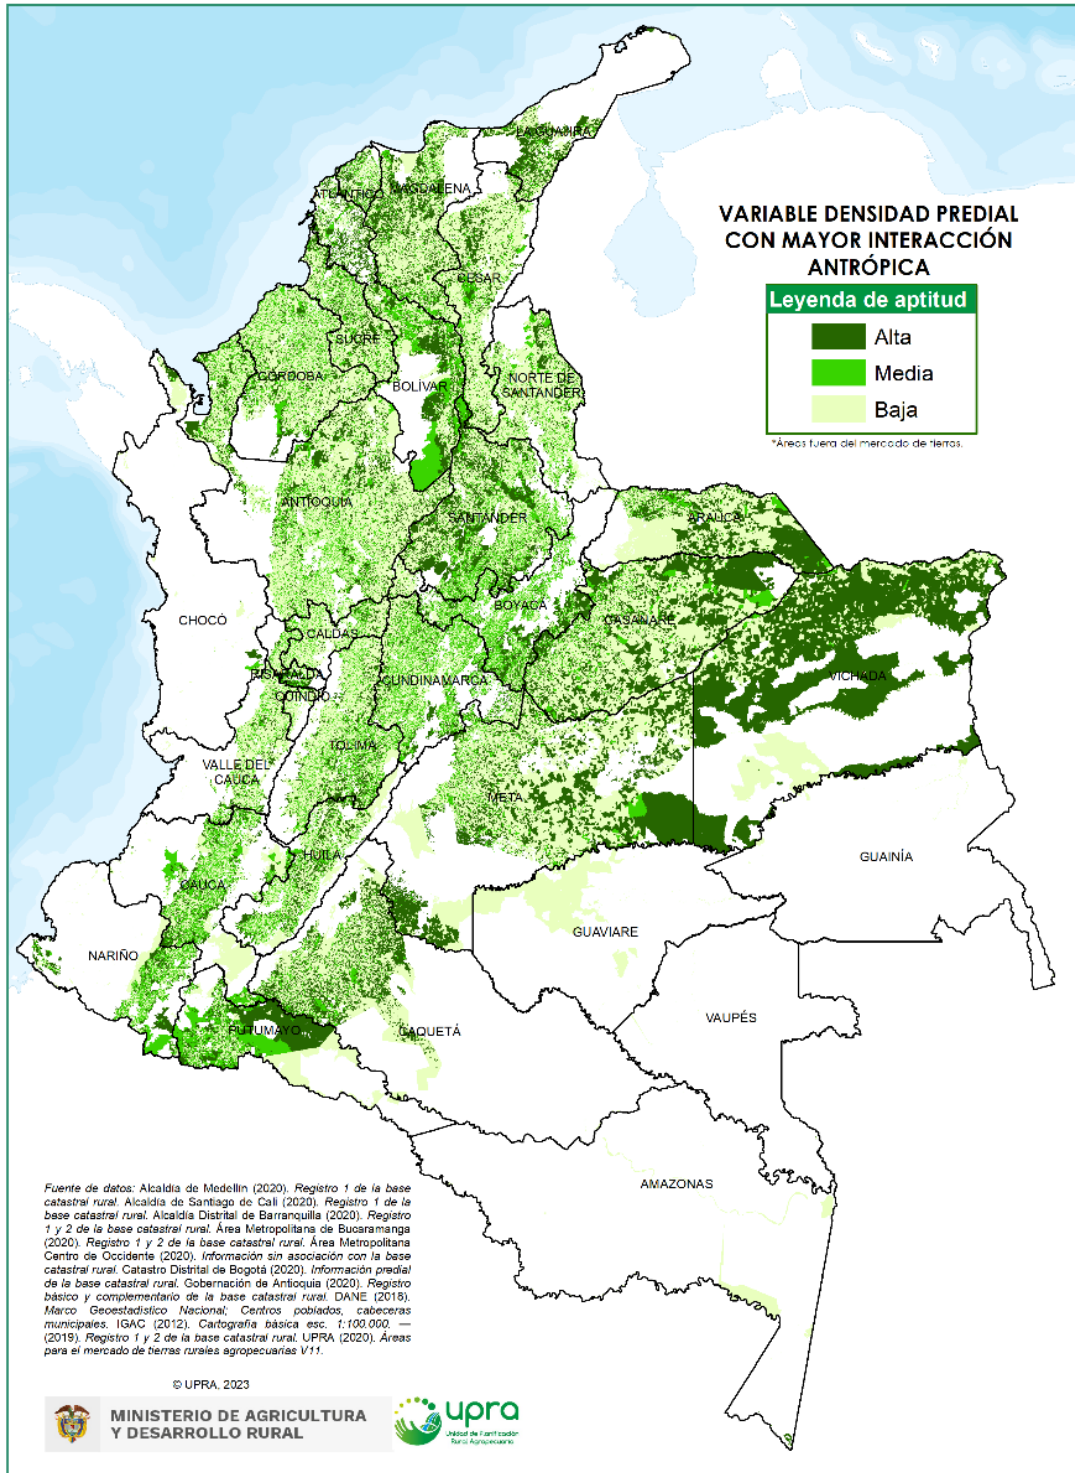 VARIABLE DENSIDAD PREDIAL
CON MAYOR INTERACCIÓN
ANTRÓPICA
Leyenda de aptitud
Alta
Media
Baja
*Áreas fuera del mercado de tierras.
LA GUAJIRA
ATLÁNTICO
MAGDALENA
CESAR
SUCRE
CÓRDOBA
BOLÍVAR
NORTE DE
SANTANDER
ANTIOQUIA
SANTANDER
ARAUCA
CHOCÓ
BOYACÁ
CASANARE
CALDAS
RISARALDA
QUINDÍO
CUNDINAMARCA
VICHADA
TOLIMA
VALLE DEL
CAUCA
META
HUILA
GUAINÍA
CAUCA
GUAVIARE
NARIÑO
VAUPÉS
PUTUMAYO
CAQUETÁ
AMAZONAS
Fuente de datos: Alcaldía de Medellín (2020). Registro 1 de la base
catastral rural. Alcaldía de Santiago de Cali (2020). Registro 1 de la
base catastral rural. Alcaldía Distrital de Barranquilla (2020). Registro
1 y 2 de la base catastral rural. Área Metropolitana de Bucaramanga
(2020). Registro 1 y 2 de la base catastral rural. Área Metropolitana
Centro de Occidente (2020). Información sin asociación con la base
catastral rural. Catastro Distrital de Bogotá (2020). Información predial
de la base catastral rural. Gobernación de Antioquia (2020). Registro
básico y complementario de la base catastral rural. DANE (2018).
Marco Geoestadístico Nacional; Centros poblados, cabeceras
municipales. IGAC (2012). Cartografía básica esc. 1:100.000. —
(2019). Registro 1 y 2 de la base catastral rural. UPRA (2020). Áreas
para el mercado de tierras rurales agropecuarias V11.
© UPRA, 2023
MINISTERIO DE AGRICULTURA
Y DESARROLLO RURAL
upra
Unidad de Planificación
Rural Agropecuaria